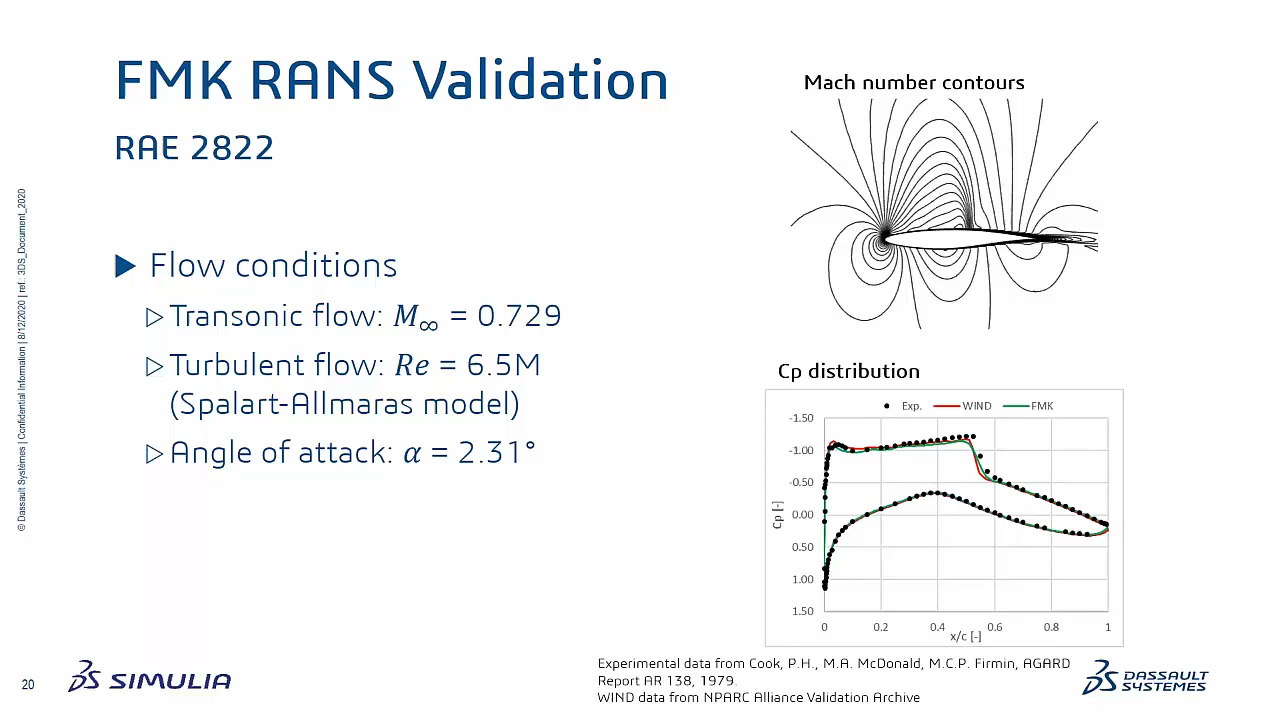 FMK RANS Validation
RAE 2822
Flow conditions
Transonic flow: M∞ = 0.729
Turbulent flow: Re = 6.5M
(Spalart-Allmaras model)
Angle of attack: α = 2.31°
Mach number contours
Cp distribution
Exp. WIND FMK
-1.50
-1.00
-0.50
0.00
0.50
1.00
1.50
Cp [-]
0 0.2 0.4 0.6 0.8 1
x/c [-]
Experimental data from Cook, P.H., M.A. McDonald, M.C.P. Firmin, AGARD
Report AR 138, 1979.
WIND data from NPARC Alliance Validation Archive
© Dassault Systèmes | Confidential Information | 8/12/2020 | ref.: 3DS_Document_2020
20
3DS SIMULIA
3DS DASSAULT
SYSTEMES